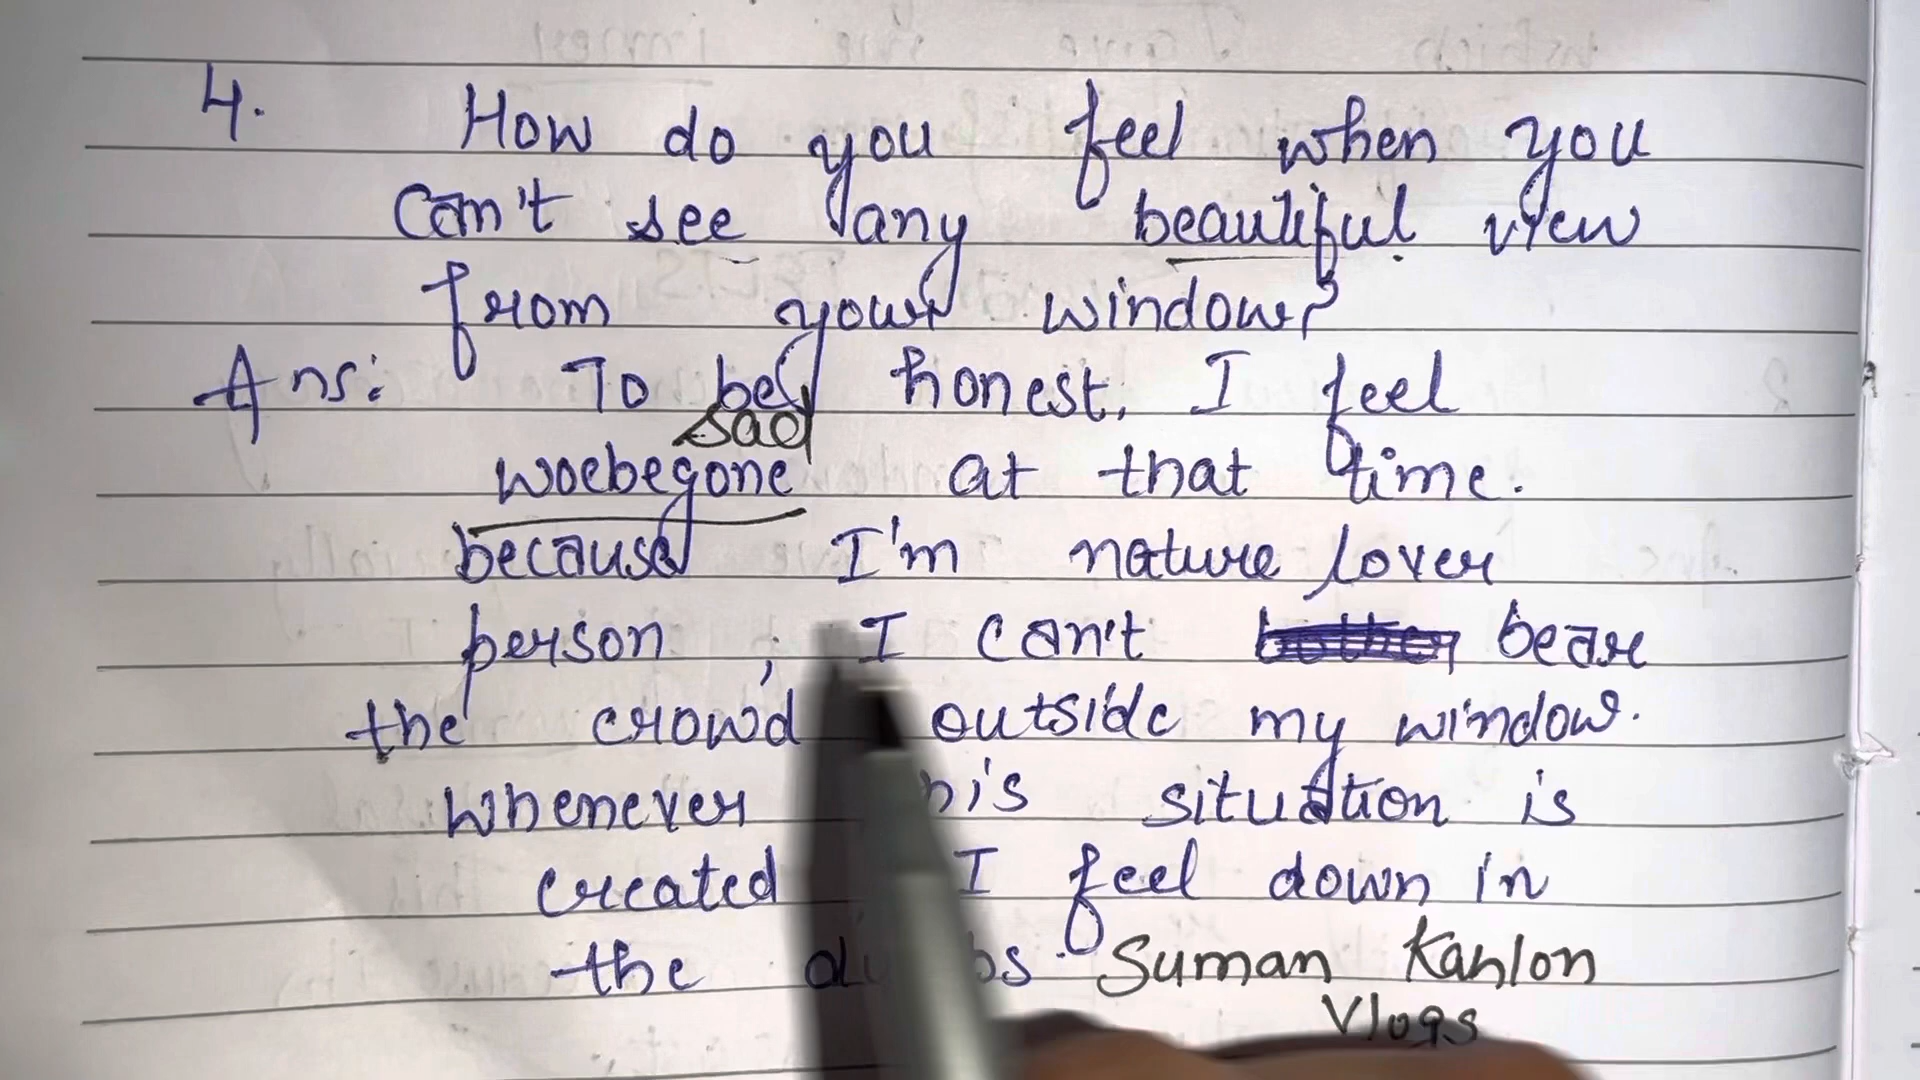 4. How do you feel when you
can't see any beautiful view
from your window?
Ans: To be honest, I feel
sad
woebegone at that time.
because I'm nature lover
person, I can't bear
the crowd outside my window.
whenever this situation is
created I feel down in
the Suman Kahlon
Vlogs